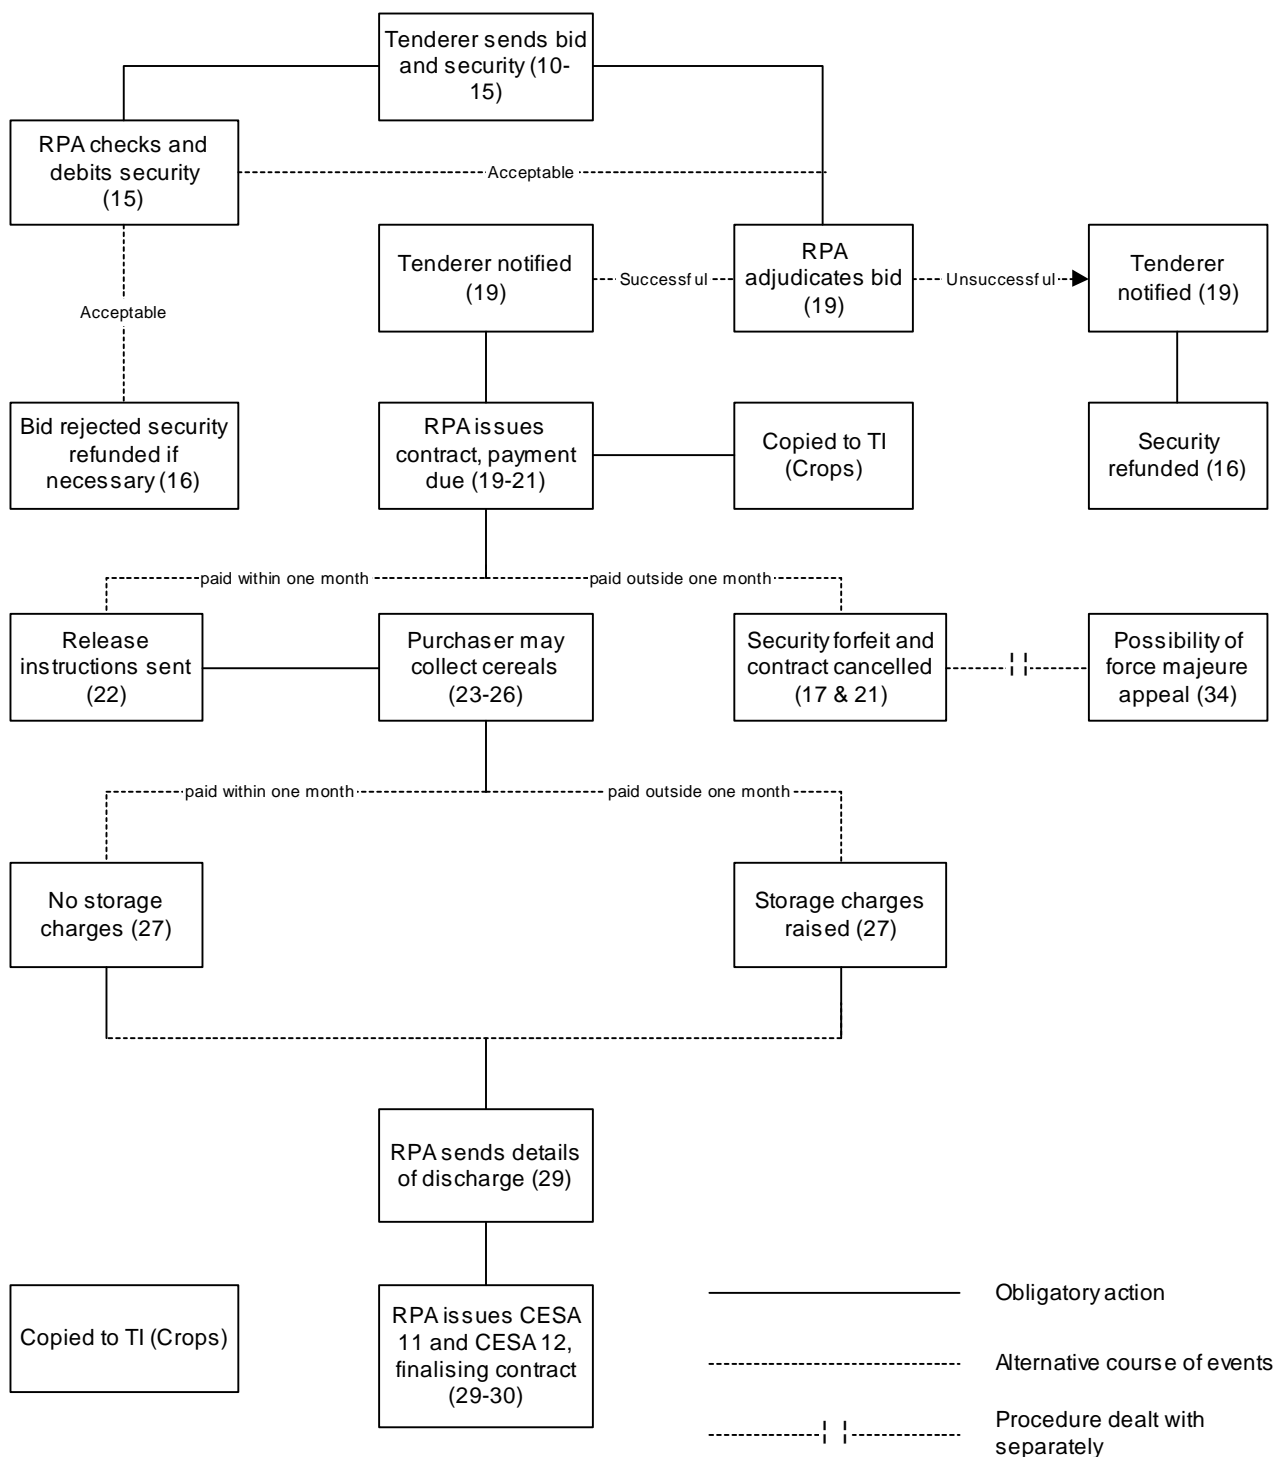 Tenderer sends bid
and security (10-
15)
RPA checks and
debits security
(15)
Acceptable
Tenderer notified
(19)
Successful
RPA
adjudicates bid
(19)
Unsuccessful
Tenderer
notified (19)
Acceptable
Bid rejected security
refunded if
necessary (16)
RPA issues
contract, payment
due (19-21)
Copied to TI
(Crops)
Security
refunded (16)
paid within one month
paid outside one month
Release
instructions sent
(22)
Purchaser may
collect cereals
(23-26)
Security forfeit and
contract cancelled
(17 & 21)
Possibility of
force majeure
appeal (34)
paid within one month
paid outside one month
No storage
charges (27)
Storage charges
raised (27)
RPA sends details
of discharge (29)
Copied to TI (Crops)
RPA issues CESA
11 and CESA 12,
finalising contract
(29-30)
Obligatory action
Alternative course of events
Procedure dealt with
separately